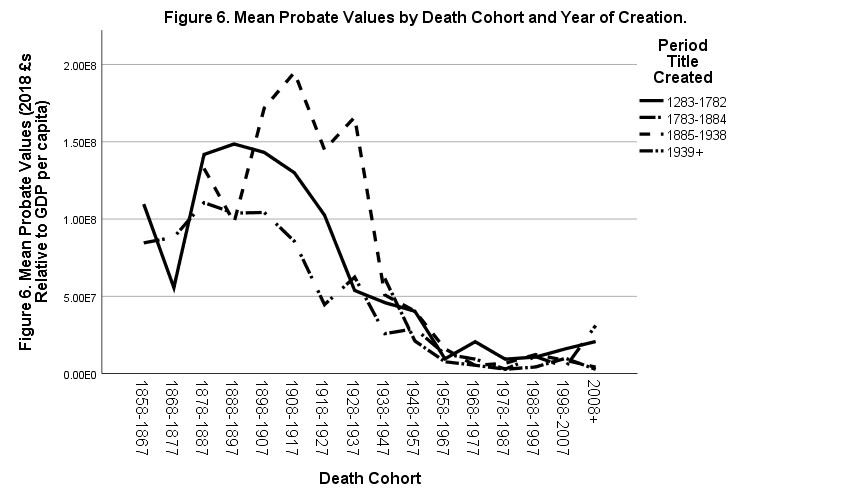 Figure 6. Mean Probate Values by Death Cohort and Year of Creation.
Figure 6. Mean Probate Values (2018 £s
Relative to GDP per capita)
2.00E8
1.50E8
1.00E8
5.00E7
0.00E0
1858-1867
1868-1877
1878-1887
1888-1897
1898-1907
1908-1917
1918-1927
1928-1937
1938-1947
1948-1957
1958-1967
1968-1977
1978-1987
1988-1997
1998-2007
2008+
Death Cohort
Period
Title
Created
1283-1782
1783-1884
1885-1938
1939+